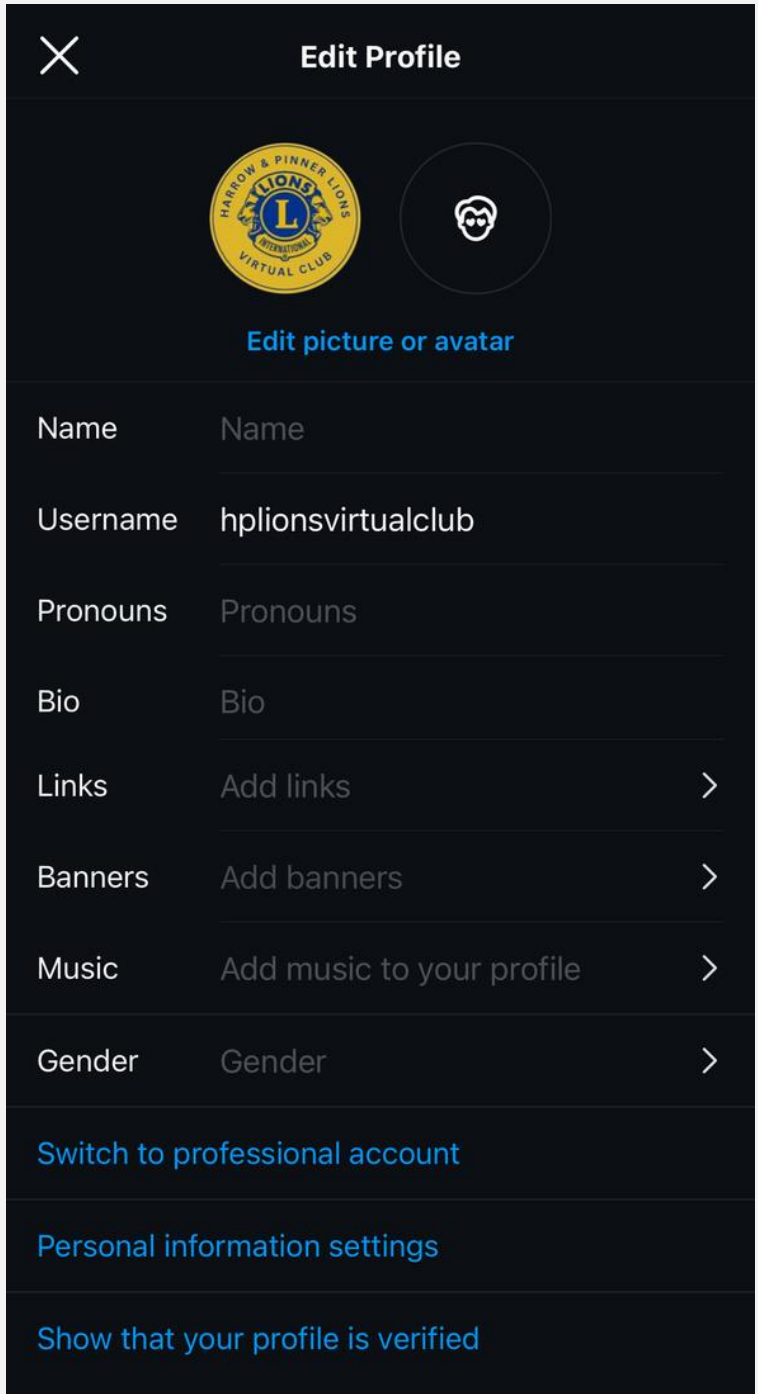 Edit Profile
HARROW & PINNER LIONS
LIONS
L
INTERNATIONAL
VIRTUAL CLUB
Edit picture or avatar
Name Name
Username hplionsvirtualclub
Pronouns Pronouns
Bio Bio
Links Add links
Banners Add banners
Music Add music to your profile
Gender Gender
Switch to professional account
Personal information settings
Show that your profile is verified